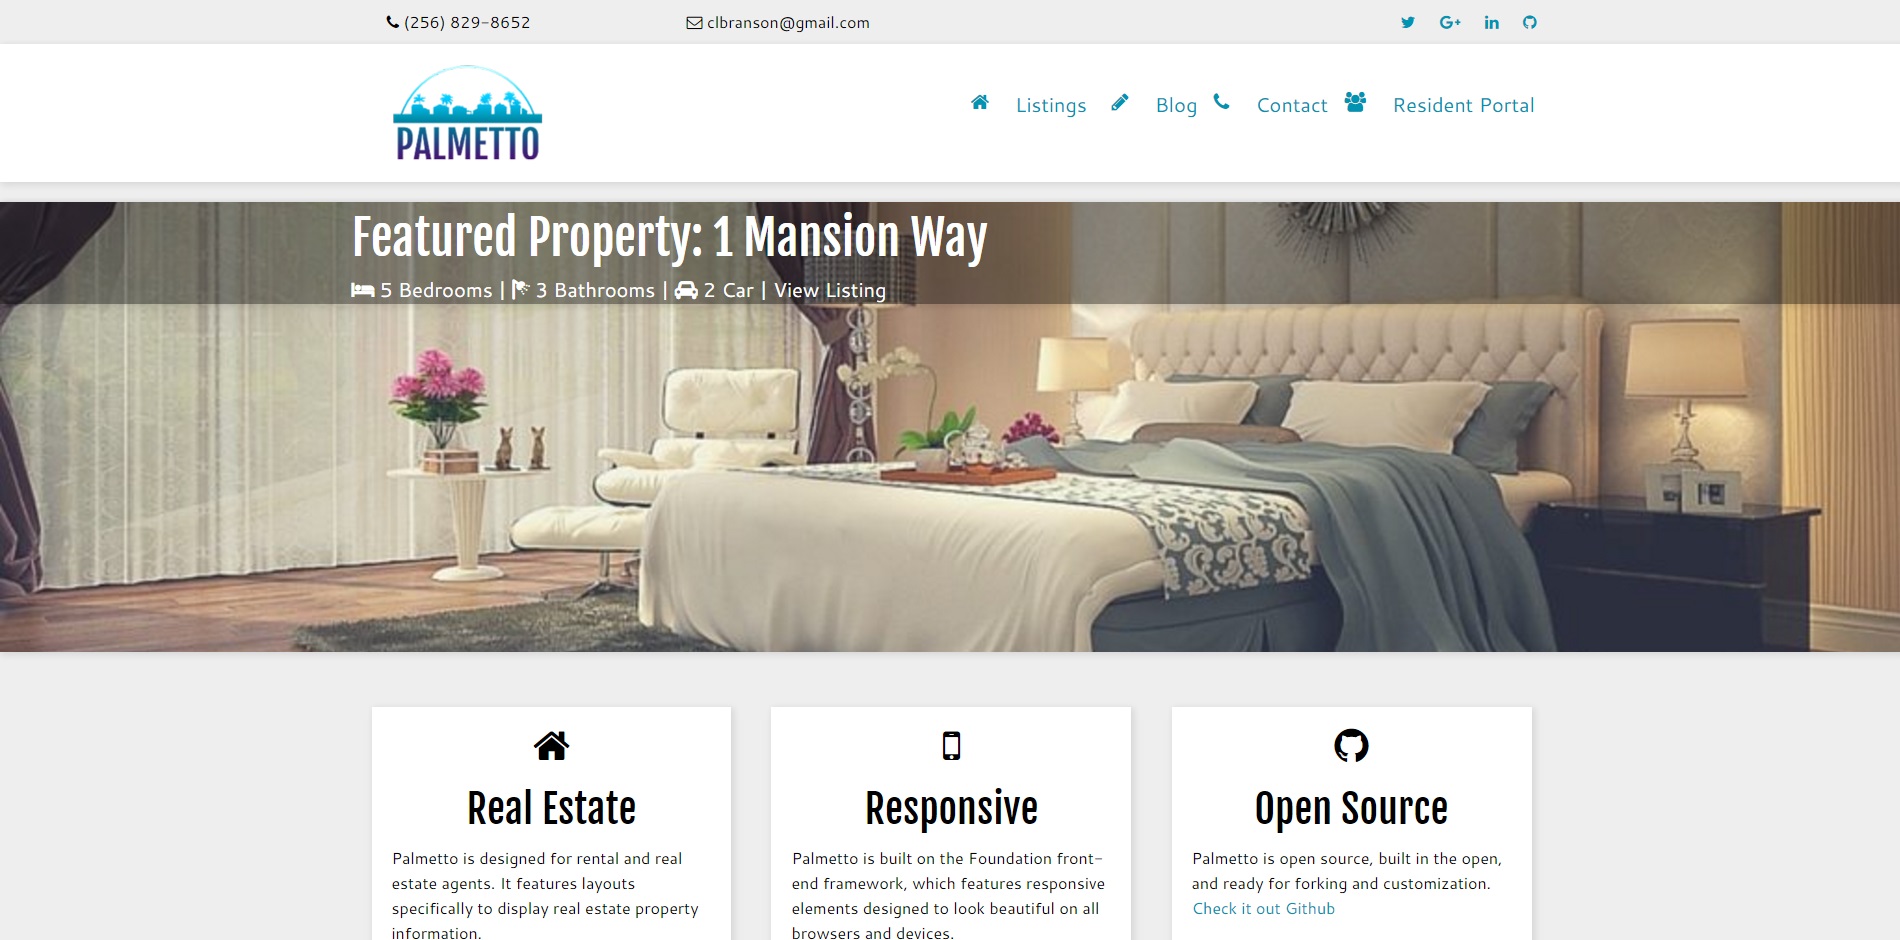 (256) 829-8652
clbranson@gmail.com
PALMETTO
Listings
Blog
Contact
Resident Portal
Featured Property: 1 Mansion Way
5 Bedrooms | 3 Bathrooms | 2 Car | View Listing
Real Estate
Palmetto is designed for rental and real
estate agents. It features layouts
specifically to display real estate property
information.
Responsive
Palmetto is built on the Foundation front-
end framework, which features responsive
elements designed to look beautiful on all
browsers and devices.
Open Source
Palmetto is open source, built in the open,
and ready for forking and customization.
Check it out Github